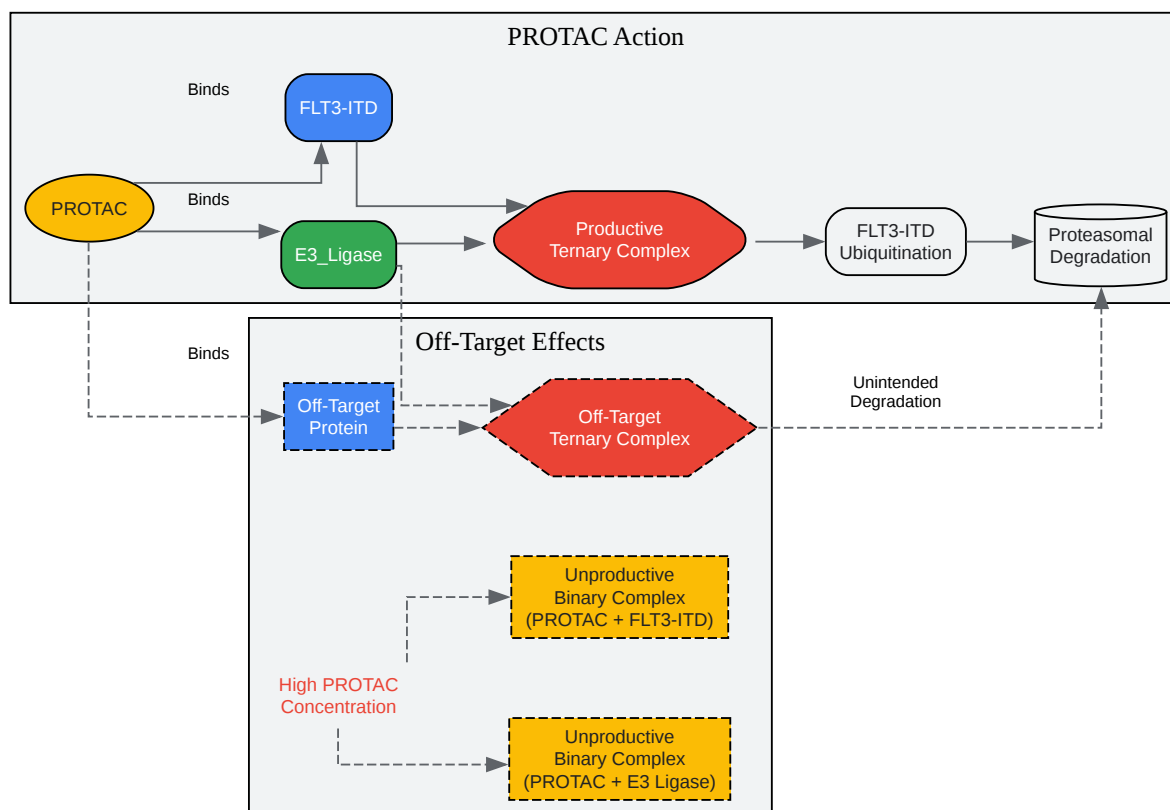 PROTAC Action
Binds
FLT3-ITD
PROTAC
Binds
E3_Ligase
Productive
Ternary Complex
FLT3-ITD
Ubiquitination
Proteasomal
Degradation
Off-Target Effects
Binds
Off-Target
Protein
Off-Target
Ternary Complex
Unintended
Degradation
Unproductive
Binary Complex
(PROTAC + FLT3-ITD)
High PROTAC
Concentration
Unproductive
Binary Complex
(PROTAC + E3 Ligase)